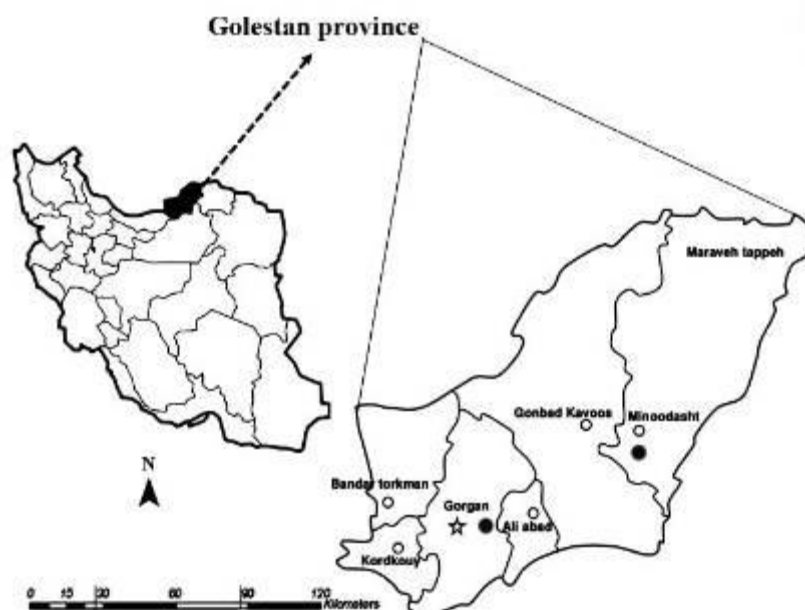 Golestan province
Maraveh tappeh
Gonbad Kavoos
Minoodasht
Bandar torkman
Gorgan
Ali abad
Kordkouy
N
0 15 30 60 90 120
Kilometers